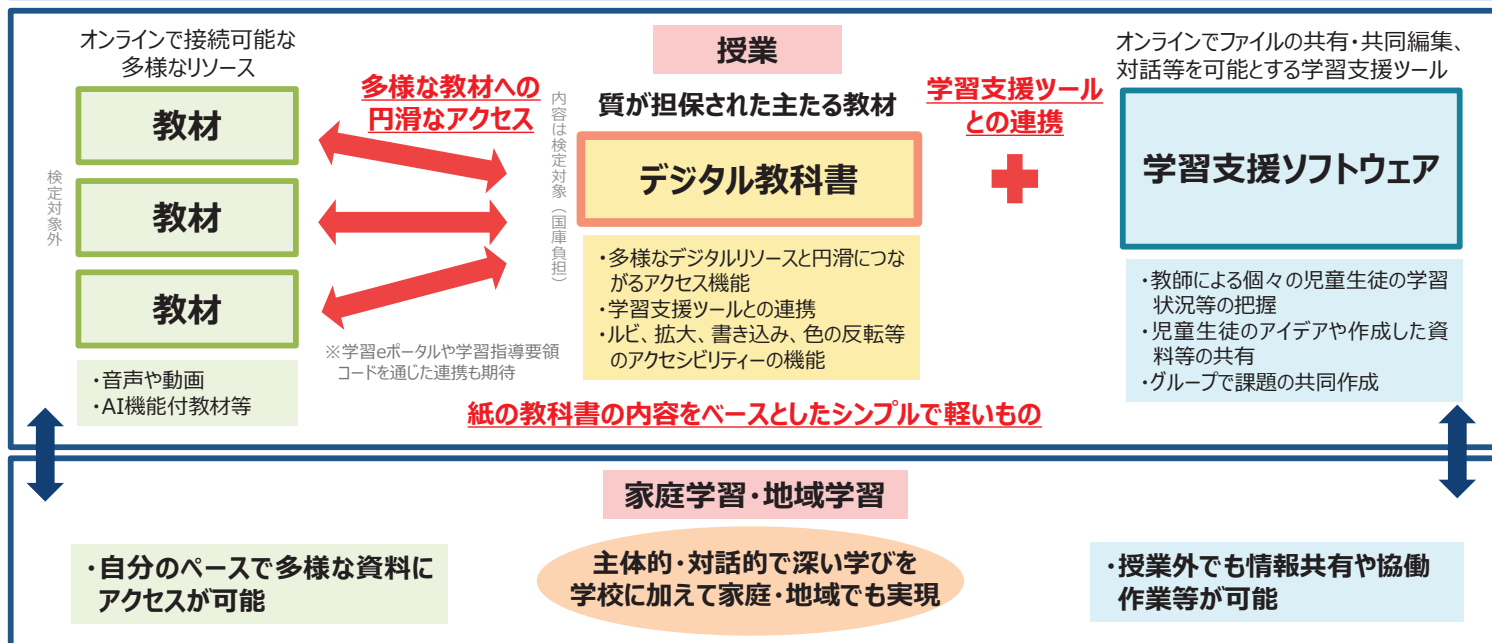 授業
オンラインで接続可能な
多様なリソース
教材
教材
教材
検定対象外
・音声や動画
・AI機能付教材等
多様な教材への
円滑なアクセス
※学習eポータルや学習指導要領
コードを通じた連携も期待
内容は検定対象（国庫負担）
質が担保された主たる教材
デジタル教科書
・多様なデジタルリソースと円滑につな
がるアクセス機能
・学習支援ツールとの連携
・ルビ、拡大、書き込み、色の反転等
のアクセシビリティーの機能
紙の教科書の内容をベースとしたシンプルで軽いもの
学習支援ツール
との連携
オンラインでファイルの共有・共同編集、
対話等を可能とする学習支援ツール
学習支援ソフトウェア
・教師による個々の児童生徒の学習
状況等の把握
・児童生徒のアイデアや作成した資
料等の共有
・グループで課題の共同作成
家庭学習・地域学習
・自分のペースで多様な資料に
アクセスが可能
主体的・対話的で深い学びを
学校に加えて家庭・地域でも実現
・授業外でも情報共有や協働
作業等が可能